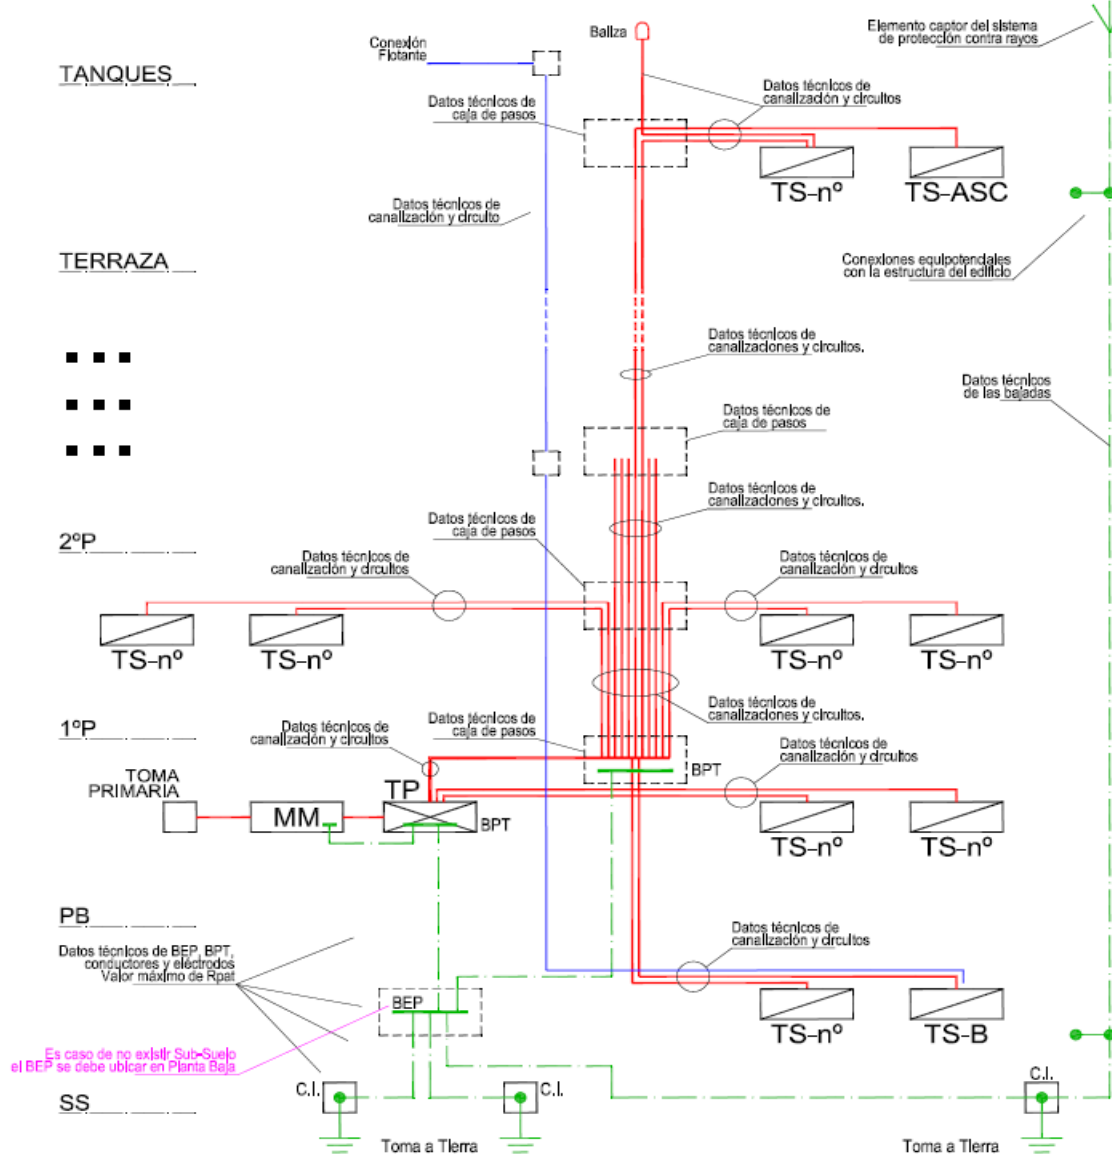 Conexión
Flotante
Baliza
Elemento captor del sistema
de protección contra rayos
TANQUES
Datos técnicos de
caja de pasos
Datos técnicos de
canalización y circuitos
TS-nº
TS-ASC
Datos técnicos de
canalización y circuito
TERRAZA
Conexiones equipotenciales
con la estructura del edificio
Datos técnicos de
canalizaciones y circuitos.
Datos técnicos
de las bajadas
Datos técnicos de
caja de pasos
Datos técnicos de
canalizaciones y circuitos.
2ºP
Datos técnicos de
caja de pasos
Datos técnicos de
canalización y circuitos
Datos técnicos de
canalización y circuitos
TS-nº
TS-nº
TS-nº
TS-nº
1ºP
Datos técnicos de
canalizaciones y circuitos.
Datos técnicos de
canalización y circuitos
Datos técnicos de
caja de pasos
Datos técnicos de
canalización y circuitos
TOMA
PRIMARIA
MM
TP
BPT
BPT
TS-nº
TS-nº
PB
Datos técnicos de BEP, BPT,
conductores y eléctrodos
Valor máximo de Rpat
Datos técnicos de
canalización y circuitos
BEP
TS-nº
TS-B
Es caso de no existir Sub-Suelo
el BEP se debe ubicar en Planta Baja
SS
C.I.
C.I.
C.I.
Toma a Tierra
Toma a Tierra